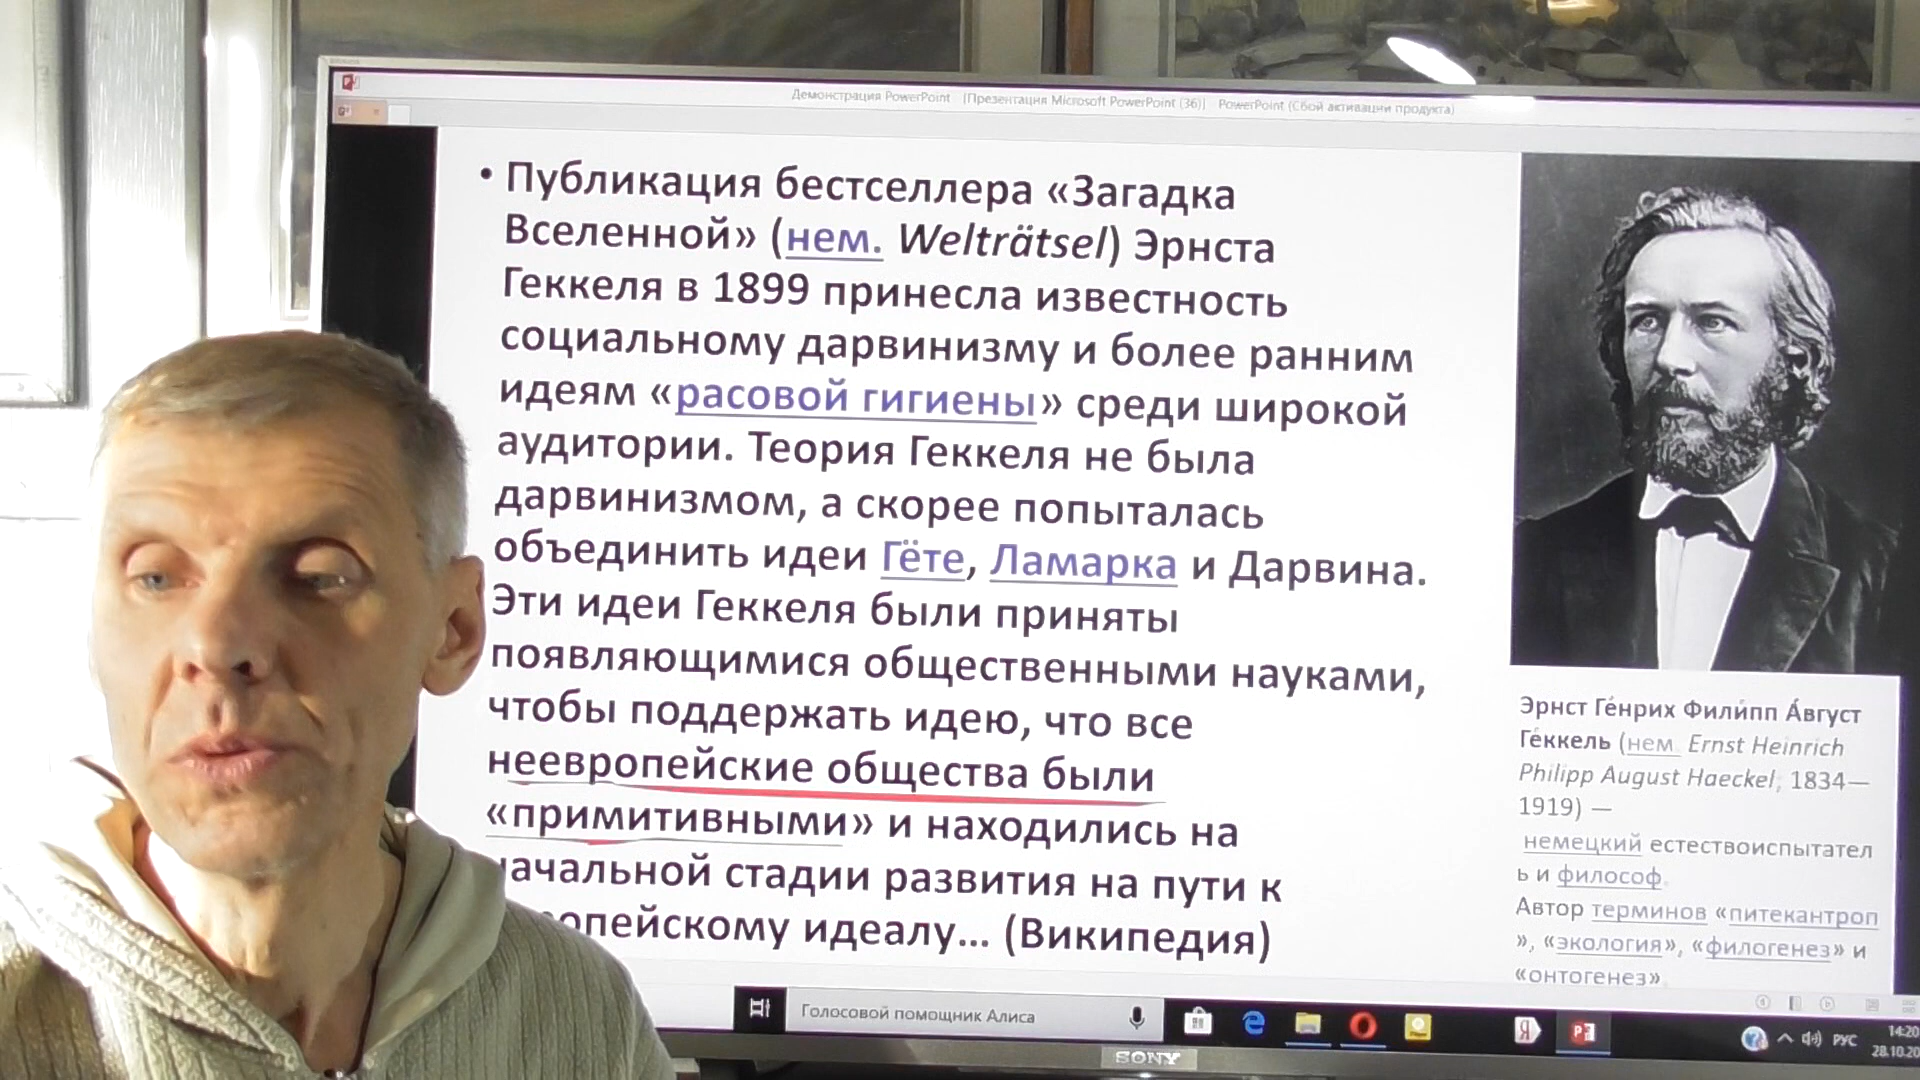 Демонстрация PowerPoint [Презентация Microsoft PowerPoint (36)] PowerPoint (Сбой активации продукта)
• Публикация бестселлера «Загадка
Вселенной» (нем. Welträtsel) Эрнста
Геккеля в 1899 принесла известность
социальному дарвинизму и более ранним
идеям «расовой гигиены» среди широкой
аудитории. Теория Геккеля не была
дарвинизмом, а скорее попыталась
объединить идеи Гёте, Ламарка и Дарвина.
Эти идеи Геккеля были приняты
появляющимися общественными науками,
чтобы поддержать идею, что все
неевропейские общества были
«примитивными» и находились на
начальной стадии развития на пути к
опейскому идеалу... (Википедия)
Эрнст Ге́нрих Фили́пп А́вгуст
Ге́ккель (нем. Ernst Heinrich
Philipp August Haeckel; 1834—
1919) —
немецкий естествоиспытател
ь и философ.
Автор терминов «питекантроп
», «экология», «филогенез» и
«онтогенез»
Голосовой помощник Алиса
РУС
14:20
28.10.20
SONY